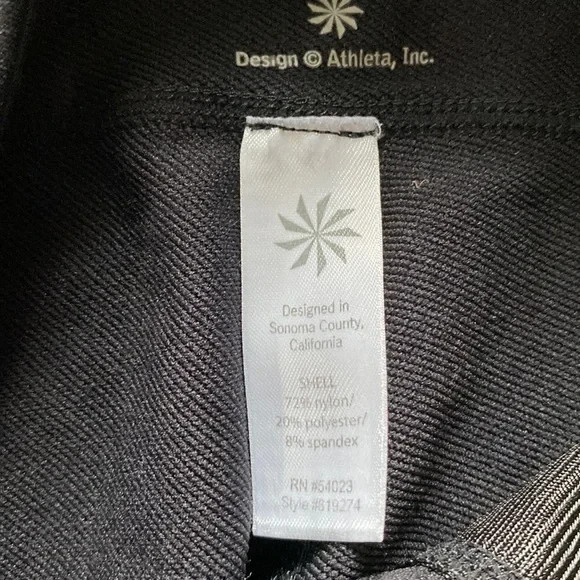 Design © Athleta, Inc.
Designed in
Sonoma County,
California
SHELL
72% nylon/
20% polyester/
8% spandex
RN #54023
Style #819274